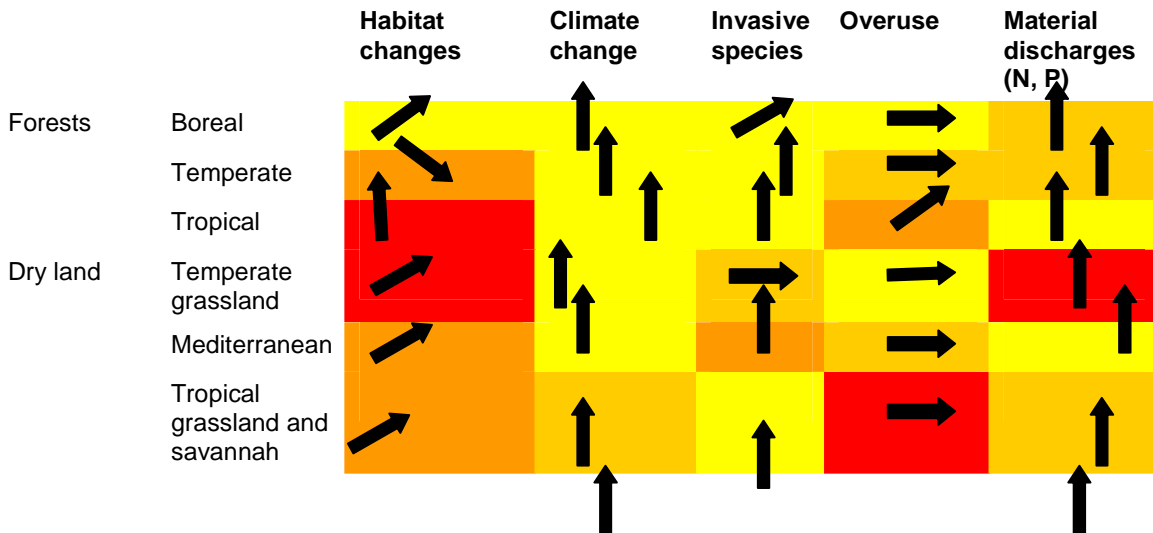 Habitat changes
Climate change
Invasive species
Overuse
Material discharges (N, P)
Forests
Boreal
Temperate
Tropical
Dry land
Temperate grassland
Mediterranean
Tropical grassland and savannah